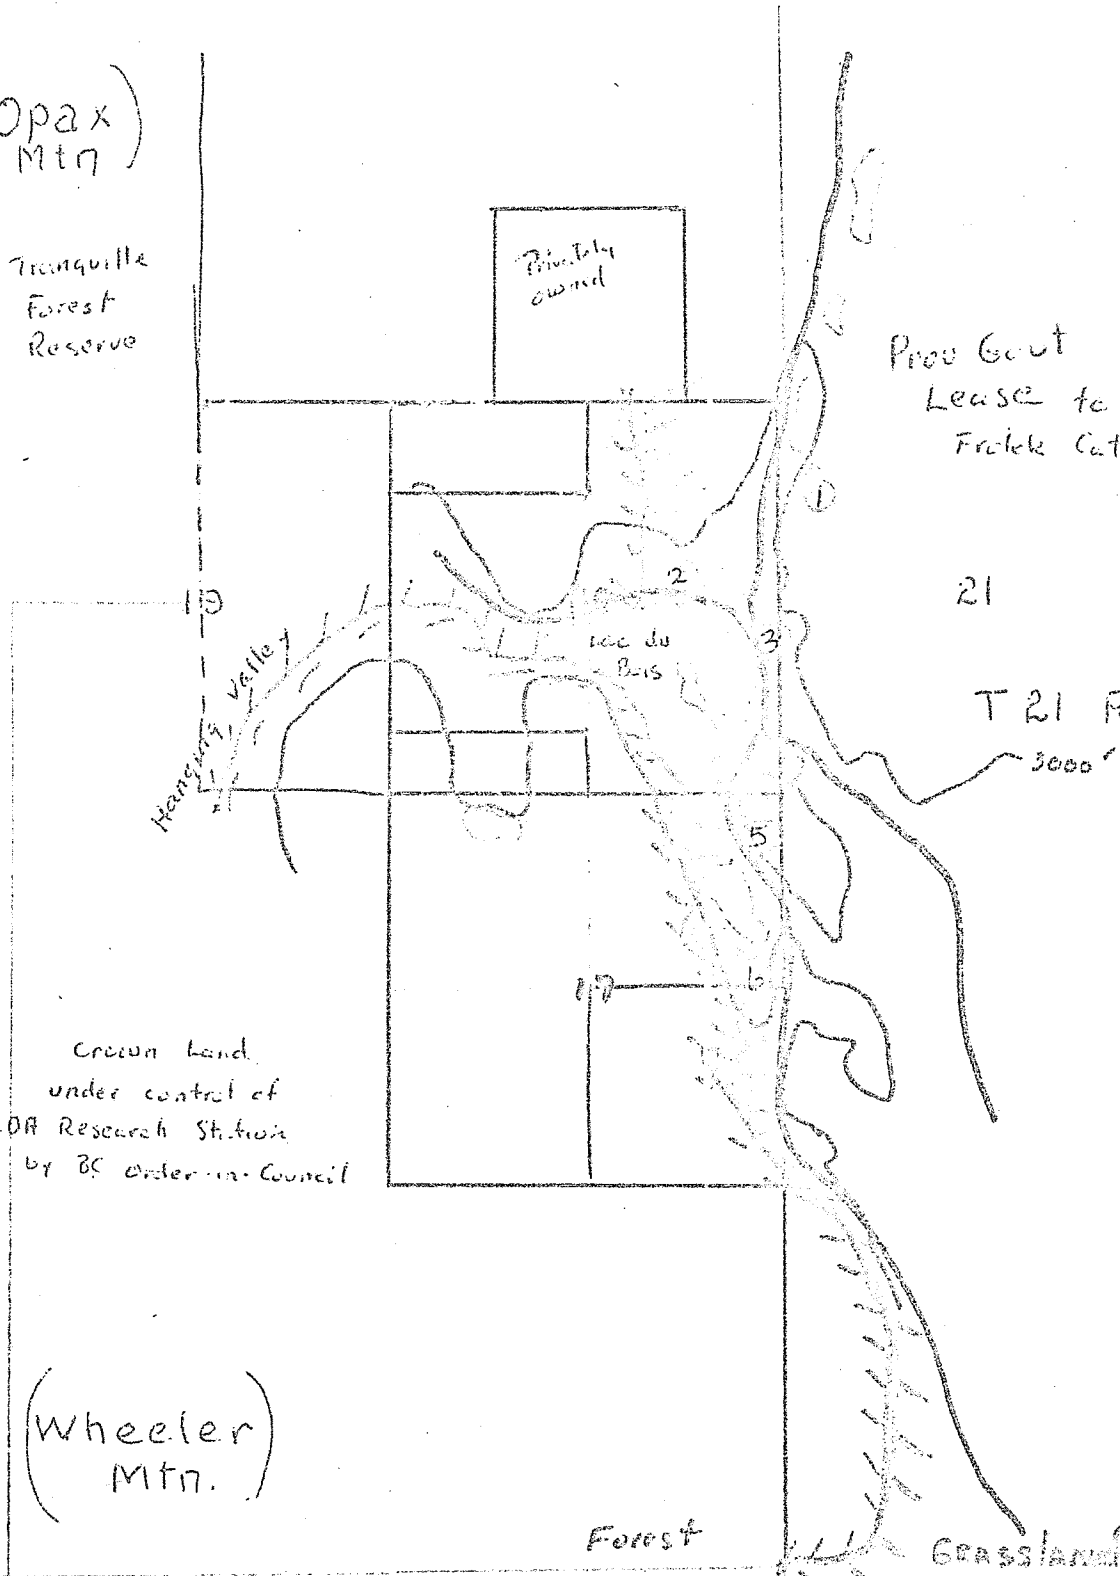 Opax
Mtn
Tranquille
Forest
Reserve
Privately
owned
Prov Govt
Lease to
1
21
2
3
Lac du
Bois
T 21
3000'
Hanging Valley
5
6
Crown Land
under control of
Research Station
by BC Order-in-Council
(Wheeler
Mtn.)
Forest
GRASSLAND